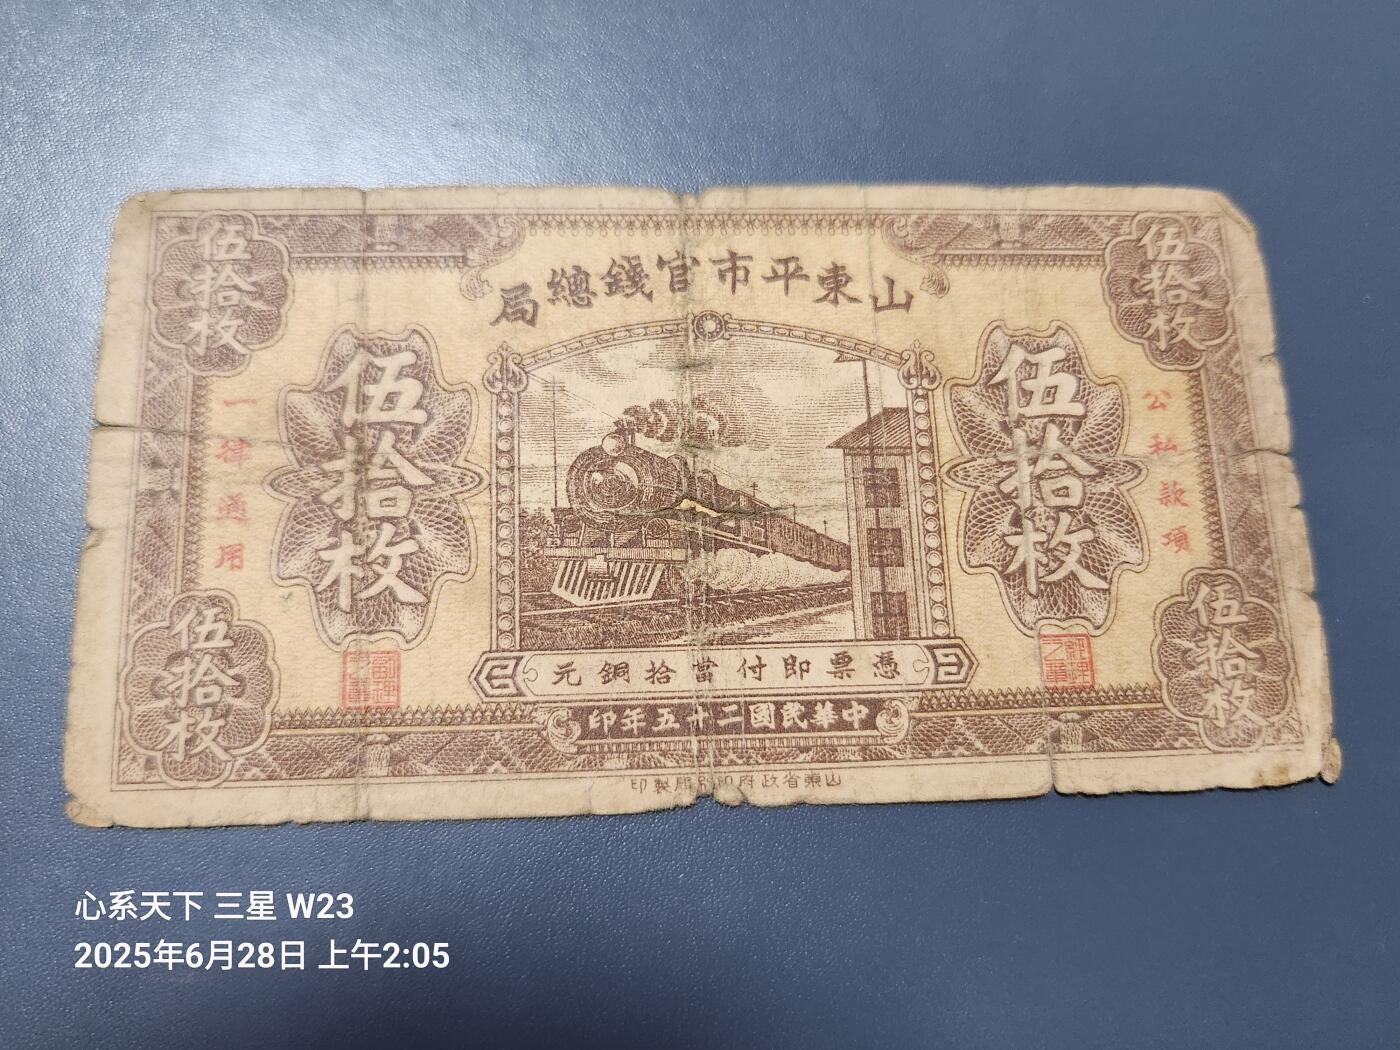 山東平市官錢總局
伍拾枚
伍拾枚
伍拾枚
伍拾枚
公私款項
一律通用
伍拾枚
伍拾枚
憑票即付當拾銅元
中華民國二十五年印
山東省政府印刷局製印
心系天下 三星 W23
2025年6月28日 上午2:05